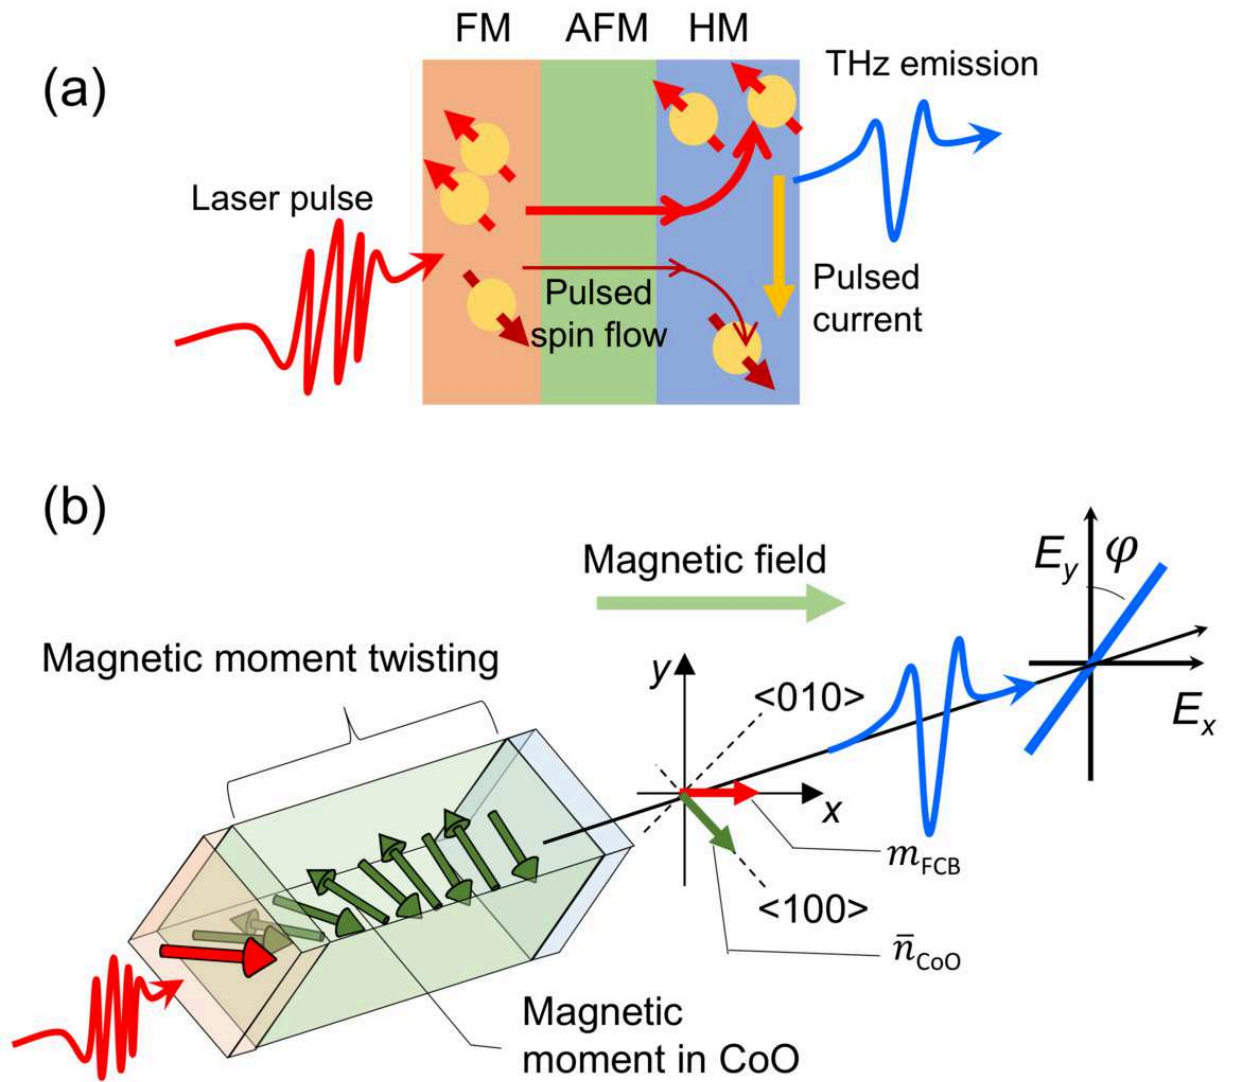 FM AFM HM
(a)
THz emission
Laser pulse
Pulsed
spin flow
Pulsed
current
(b)
Magnetic field
E_y φ
E_x
Magnetic moment twisting
y
<010>
x
m_FCB
<100>
n̄_CoO
Magnetic
moment in CoO